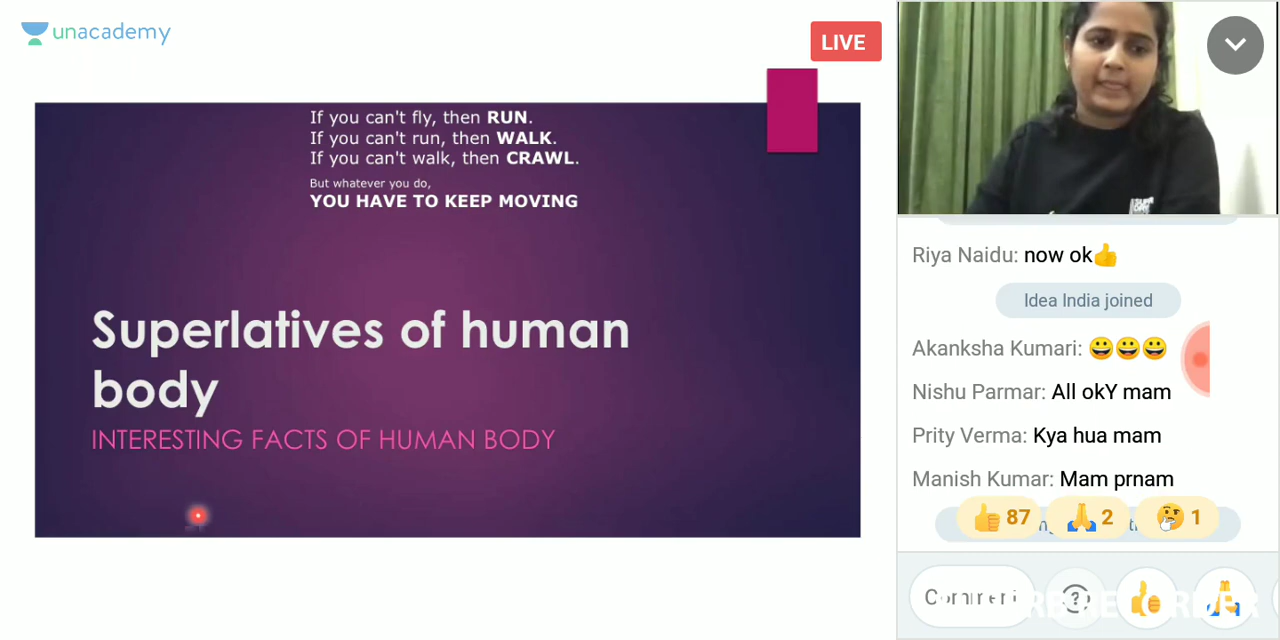 unacademy
LIVE
If you can't fly, then RUN.
If you can't run, then WALK.
If you can't walk, then CRAWL.
But whatever you do,
YOU HAVE TO KEEP MOVING
Superlatives of human
body
INTERESTING FACTS OF HUMAN BODY
Riya Naidu: now ok👍
Idea India joined
Akanksha Kumari: 😀😀😀
Nishu Parmar: All okY mam
Prity Verma: Kya hua mam
Manish Kumar: Mam prnam
👍 87 🙏 2 🤔 1
Comment
RECORDER